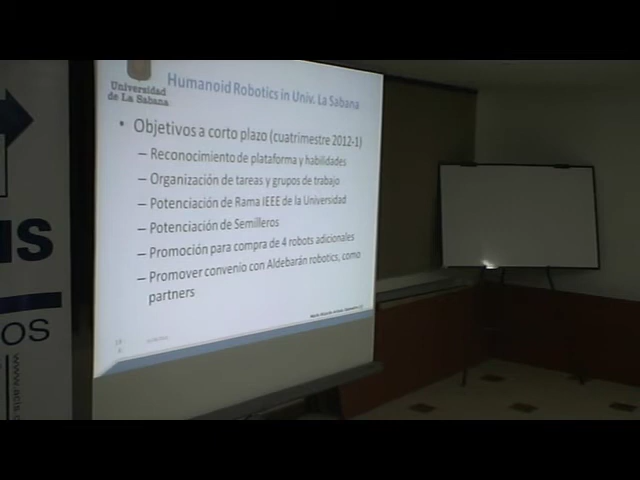 Universidad
de La Sabana
Humanoid Robotics in Univ. La Sabana
• Objetivos a corto plazo (cuatrimestre 2012-1)
– Reconocimiento de plataforma y habilidades
– Organización de tareas y grupos de trabajo
– Potenciación de Rama IEEE de la Universidad
– Potenciación de Semilleros
– Promoción para compra de 4 robots adicionales
– Promover convenio con Aldebarán robotics, como
partners
IS
OS
www.acis.